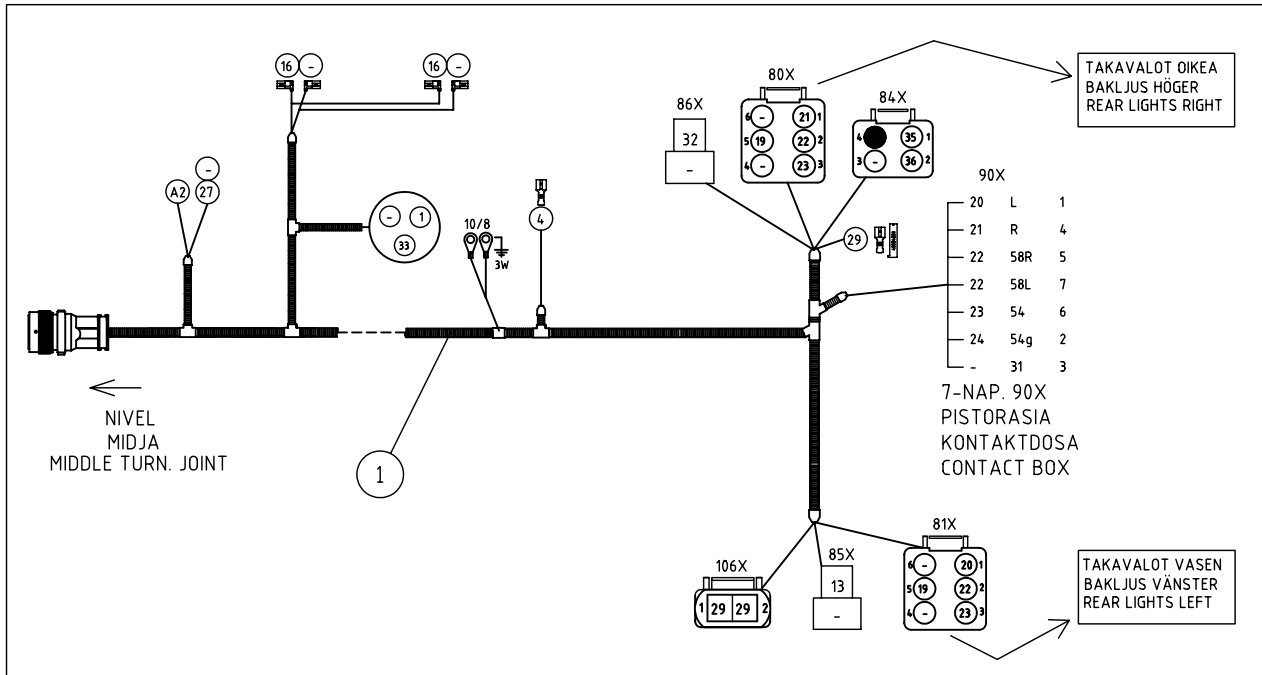 16 -
16 -
80X
TAKAVALOT OIKEA
BAKLJUS HÖGER
REAR LIGHTS RIGHT
86X
84X
32
-
6 - 21 1
5 19 22 2
4 - 23 3
4 35 1
3 - 36 2
-
A2 27
- 1
33
10/8
3W
4
29
90X
20 L 1
21 R 4
22 58R 5
22 58L 7
23 54 6
24 54g 2
- 31 3
7-NAP. 90X
PISTORASIA
KONTAKTDOSA
CONTACT BOX
NIVEL
MIDJA
MIDDLE TURN. JOINT
1
106X
1 29 29 2
85X
13
-
81X
6 - 20 1
5 19 22 2
4 - 23 3
TAKAVALOT VASEN
BAKLJUS VÄNSTER
REAR LIGHTS LEFT